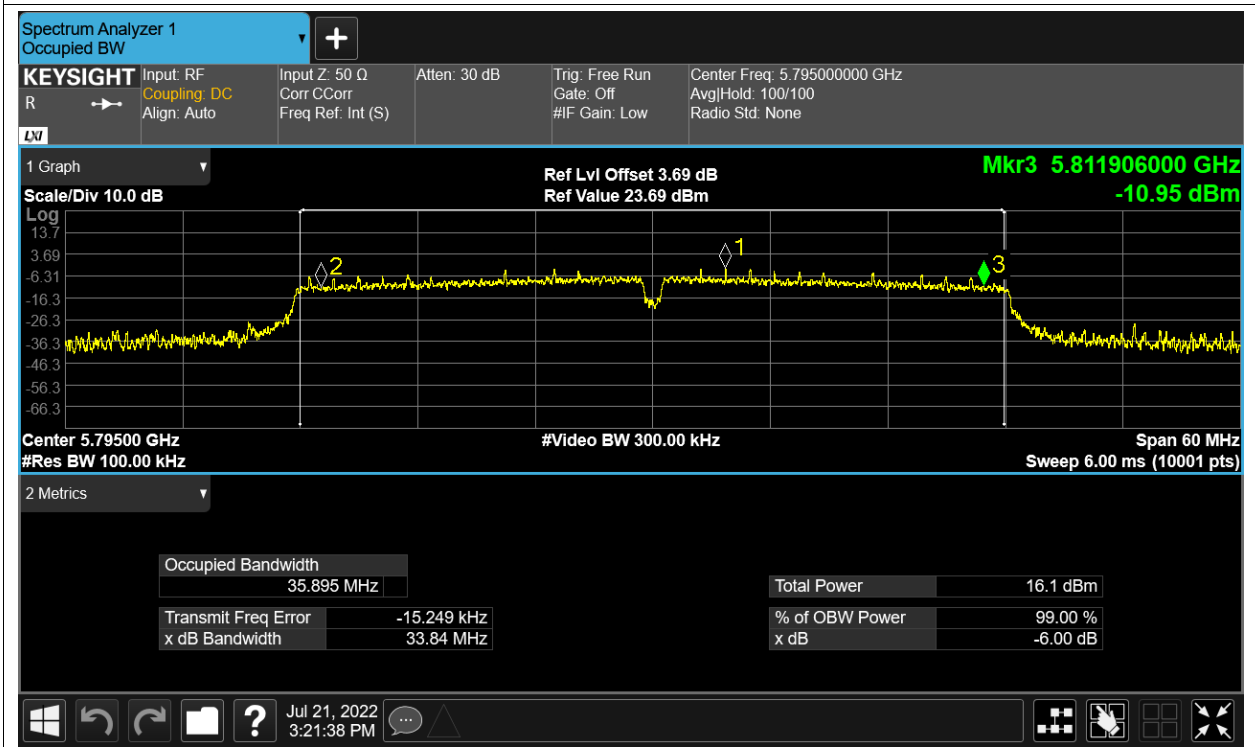 Spectrum Analyzer 1
Occupied BW
KEYSIGHT
R
LXI
Input: RF
Coupling: DC
Align: Auto
Input Z: 50 Ω
Corr CCorr
Freq Ref: Int (S)
Atten: 30 dB
Trig: Free Run
Gate: Off
#IF Gain: Low
Center Freq: 5.795000000 GHz
Avg|Hold: 100/100
Radio Std: None
1 Graph
Scale/Div 10.0 dB
Ref Lvl Offset 3.69 dB
Ref Value 23.69 dBm
Mkr3 5.811906000 GHz
-10.95 dBm
Log
13.7
3.69
-6.31
-16.3
-26.3
-36.3
-46.3
-56.3
-66.3
2
1
3
Center 5.79500 GHz
#Video BW 300.00 kHz
Span 60 MHz
#Res BW 100.00 kHz
Sweep 6.00 ms (10001 pts)
2 Metrics
Occupied Bandwidth
35.895 MHz
Transmit Freq Error -15.249 kHz
x dB Bandwidth 33.84 MHz
Total Power 16.1 dBm
% of OBW Power 99.00 %
x dB -6.00 dB
?
Jul 21, 2022
3:21:38 PM